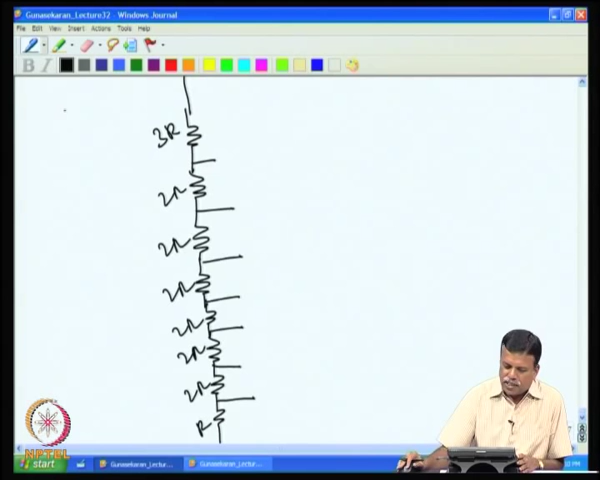 Gunasekaran_Lecture32 - Windows Journal
File Edit View Insert Actions Tools Help
B I
3R
2R
2R
2R
2R
2R
2R
R
NPTEL
start
Gunasekaran_Lectur...
Gunasekaran_Lectur...